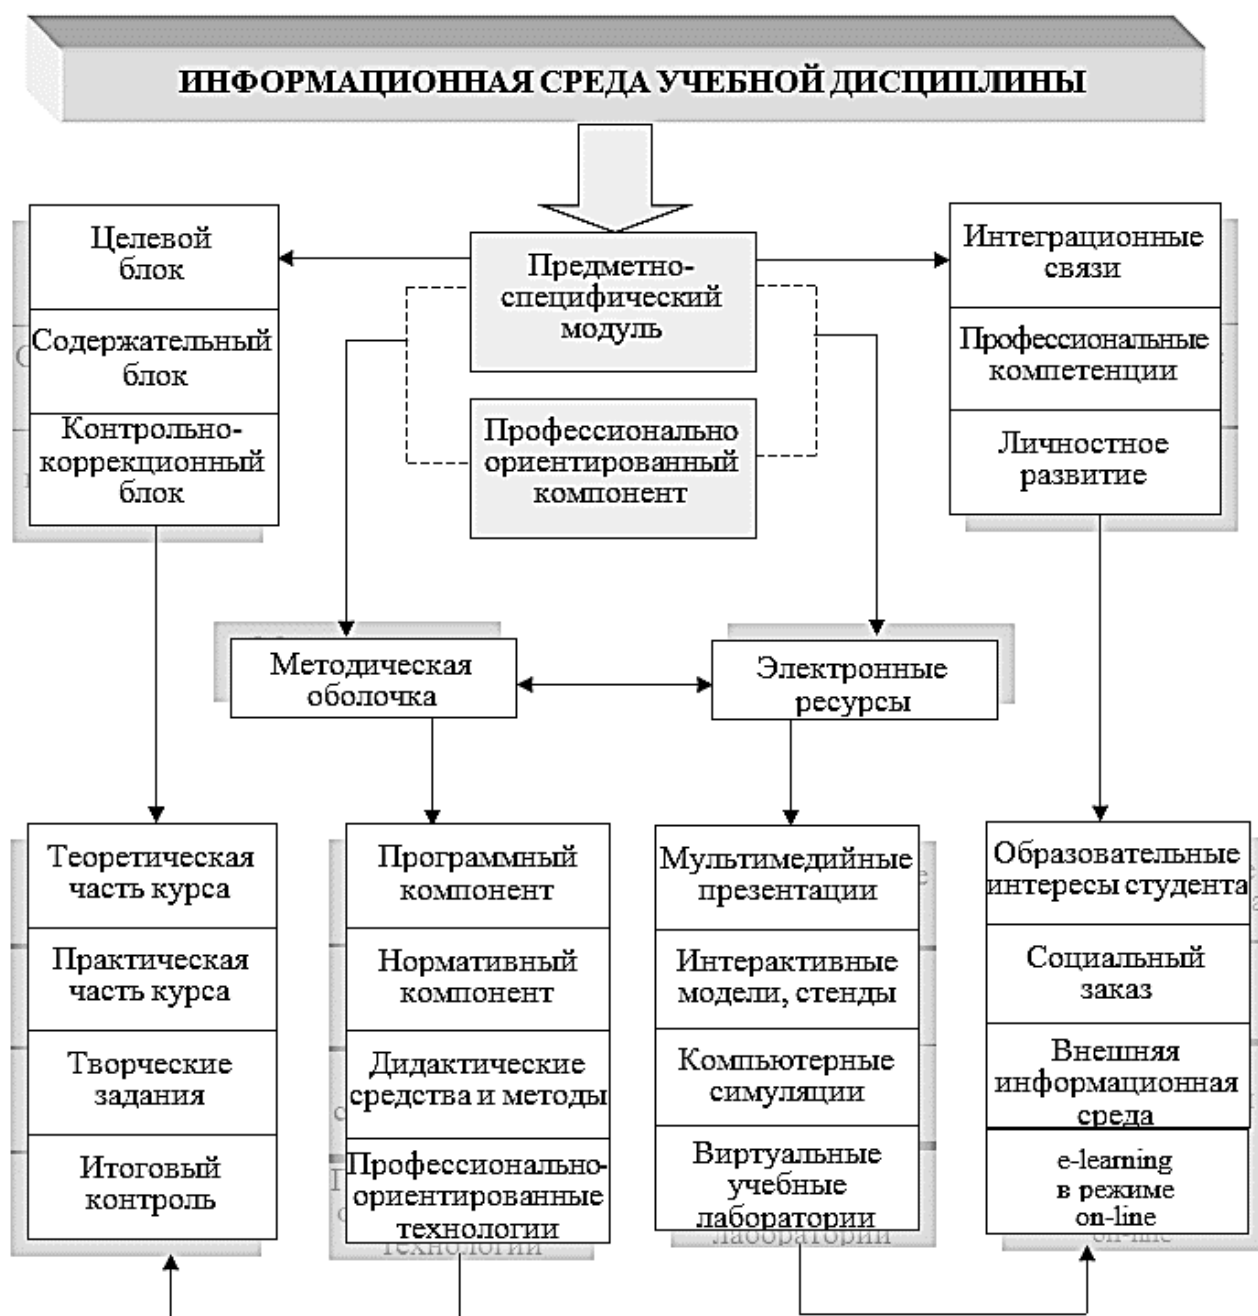 ИНФОРМАЦИОННАЯ СРЕДА УЧЕБНОЙ ДИСЦИПЛИНЫ
Целевой
блок
Содержательный
блок
Контрольно-
коррекционный
блок
Предметно-
специфический
модуль
Профессионально
ориентированный
компонент
Интеграционные
связи
Профессиональные
компетенции
Личностное
развитие
Методическая
оболочка
Электронные
ресурсы
Теоретическая
часть курса
Практическая
часть курса
Творческие
задания
Итоговый
контроль
Программный
компонент
Нормативный
компонент
Дидактические
средства и методы
Профессионально-
ориентированные
технологии
Мультимедийные
презентации
Интерактивные
модели, стенды
Компьютерные
симуляции
Виртуальные
учебные
лаборатории
Образовательные
интересы студента
Социальный
заказ
Внешняя
информационная
среда
e-learning
в режиме
on-line